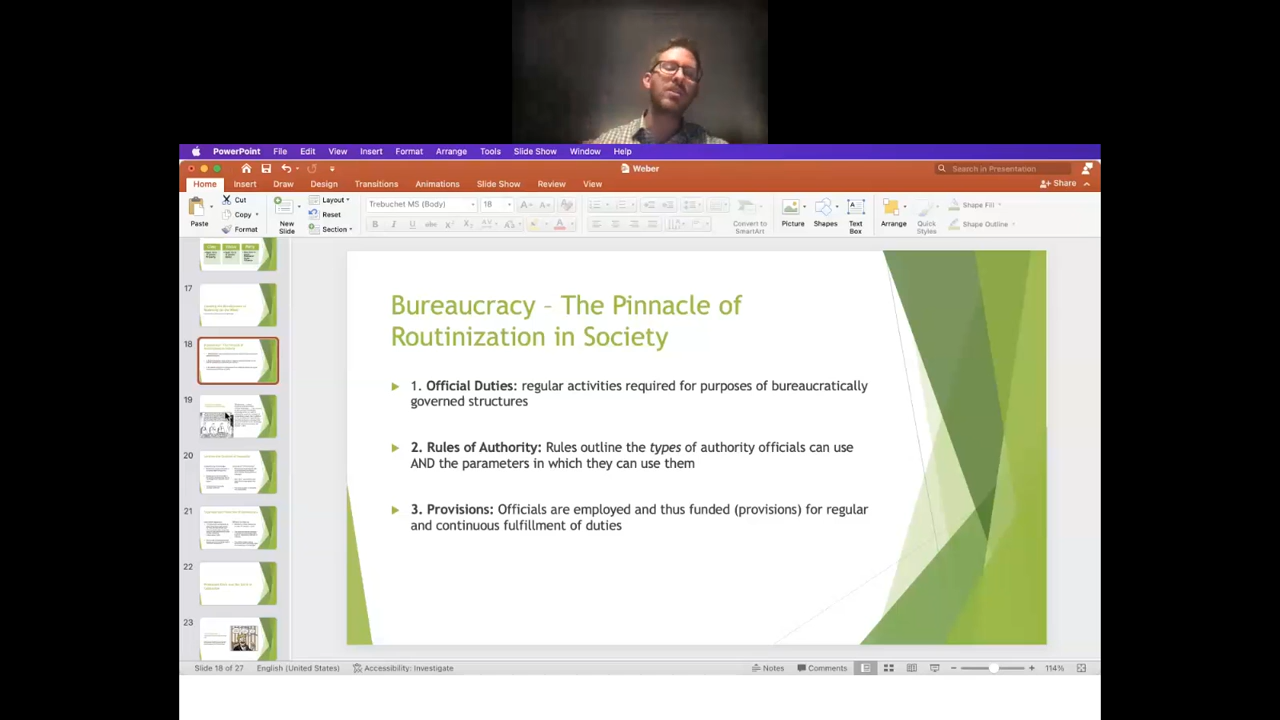 PowerPoint File Edit View Insert Format Arrange Tools Slide Show Window Help
Weber
Search in Presentation
Home Insert Draw Design Transitions Animations Slide Show Review View
Share
Paste
Cut
Copy
Format
New
Slide
Layout
Reset
Section
Trebuchet MS (Body) 18
Convert to
SmartArt
Picture
Shapes
Text
Box
Arrange
Quick
Styles
Shape Fill
Shape Outline
17
18
19
20
21
22
23
Bureaucracy – The Pinnacle of
Routinization in Society
1. Official Duties: regular activities required for purposes of bureaucratically
governed structures
2. Rules of Authority: Rules outline the types of authority officials can use
AND the parameters in which they can use them
3. Provisions: Officials are employed and thus funded (provisions) for regular
and continuous fulfillment of duties
Slide 18 of 27 English (United States) Accessibility: Investigate
Notes Comments 114%